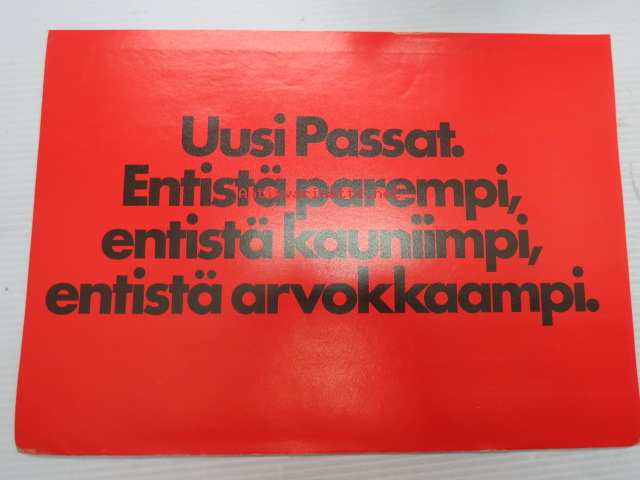 Uusi Passat.
Entistä parempi,
entistä kauniimpi,
entistä arvokkaampi.